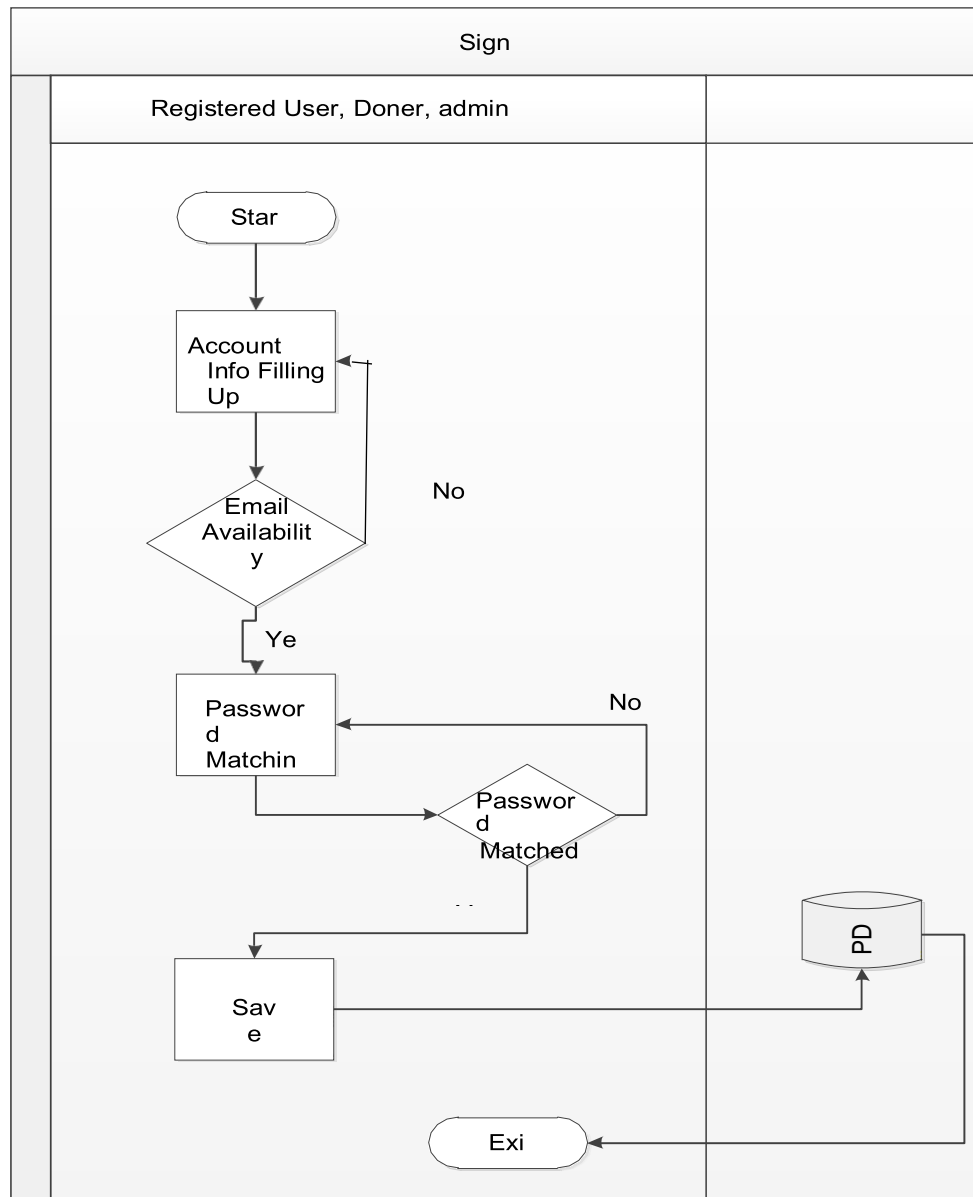 Sign
Registered User, Doner, admin
Star
Account
Info Filling
Up
No
Email
Availabilit
y
Ye
Passwor
d
Matchin
No
Passwor
d
Matched
PD
Sav
e
Exi